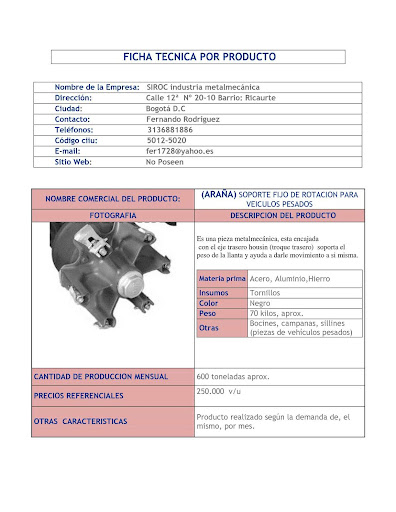 FICHA TECNICA POR PRODUCTO
Nombre de la Empresa: SIROC industria metalmecánica
Dirección: Calle 12ª Nº 20-10 Barrio: Ricaurte
Ciudad: Bogotá D.C
Contacto: Fernando Rodríguez
Teléfonos: 3136881886
Código ciiu: 5012-5020
E-mail: fer1728@yahoo.es
Sitio Web: No Poseen
NOMBRE COMERCIAL DEL PRODUCTO: (ARAÑA) SOPORTE FIJO DE ROTACION PARA
VEICULOS PESADOS
FOTOGRAFIA DESCRIPCION DEL PRODUCTO
Es una pieza metalmecánica, esta encajada
con el eje trasero housin (troque trasero) soporta el
peso de la llanta y ayuda a darle movimiento a si misma.
Materia prima Acero, Aluminio,Hierro
Insumos Tornillos
Color Negro
Peso 70 kilos, aprox.
Otras Bocines, campanas, sillines
(piezas de vehículos pesados)
CANTIDAD DE PRODUCCIÓN MENSUAL 600 toneladas aprox.
PRECIOS REFERENCIALES 250,000 v/u
OTRAS CARACTERISTICAS Producto realizado según la demanda de, el
mismo, por mes.